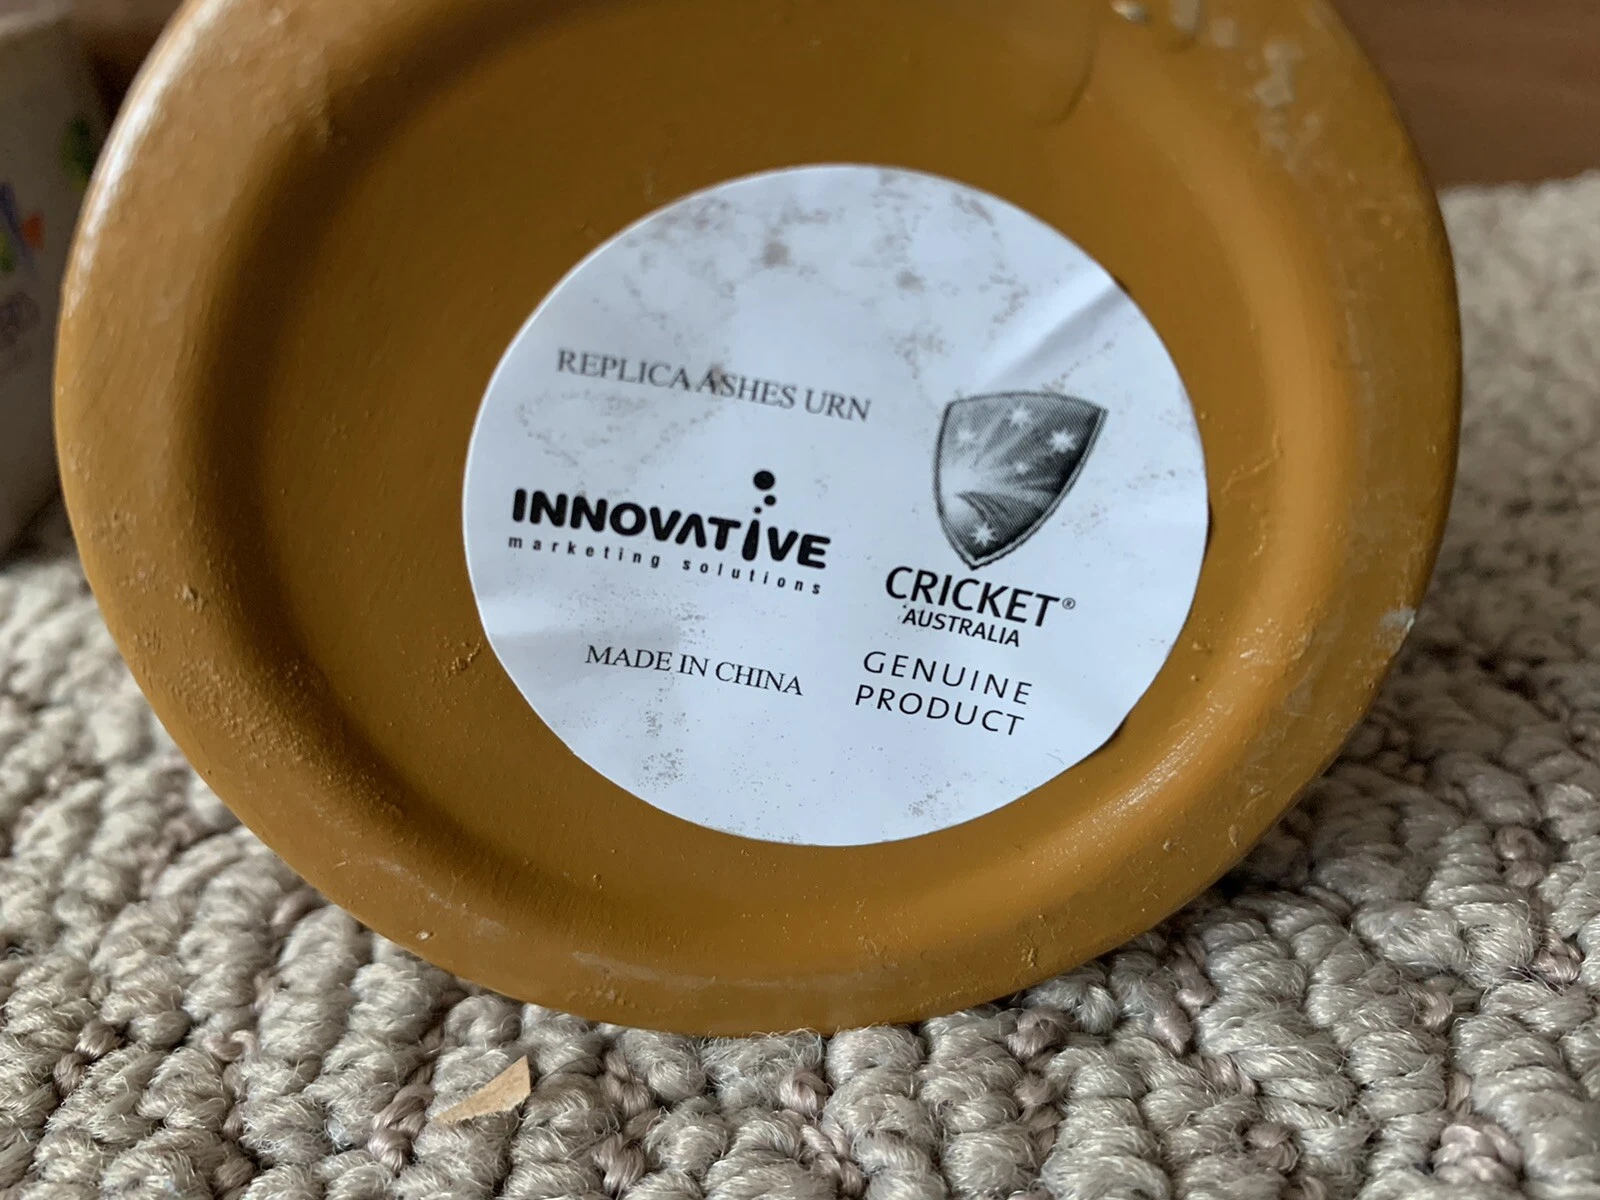 REPLICA ASHES URN
INNOVATIVE
marketing solutions
MADE IN CHINA
CRICKET®
AUSTRALIA
GENUINE
PRODUCT